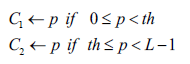 C₁ ← p if 0 ≤ p < th
C₂ ← p if th ≤ p < L−1